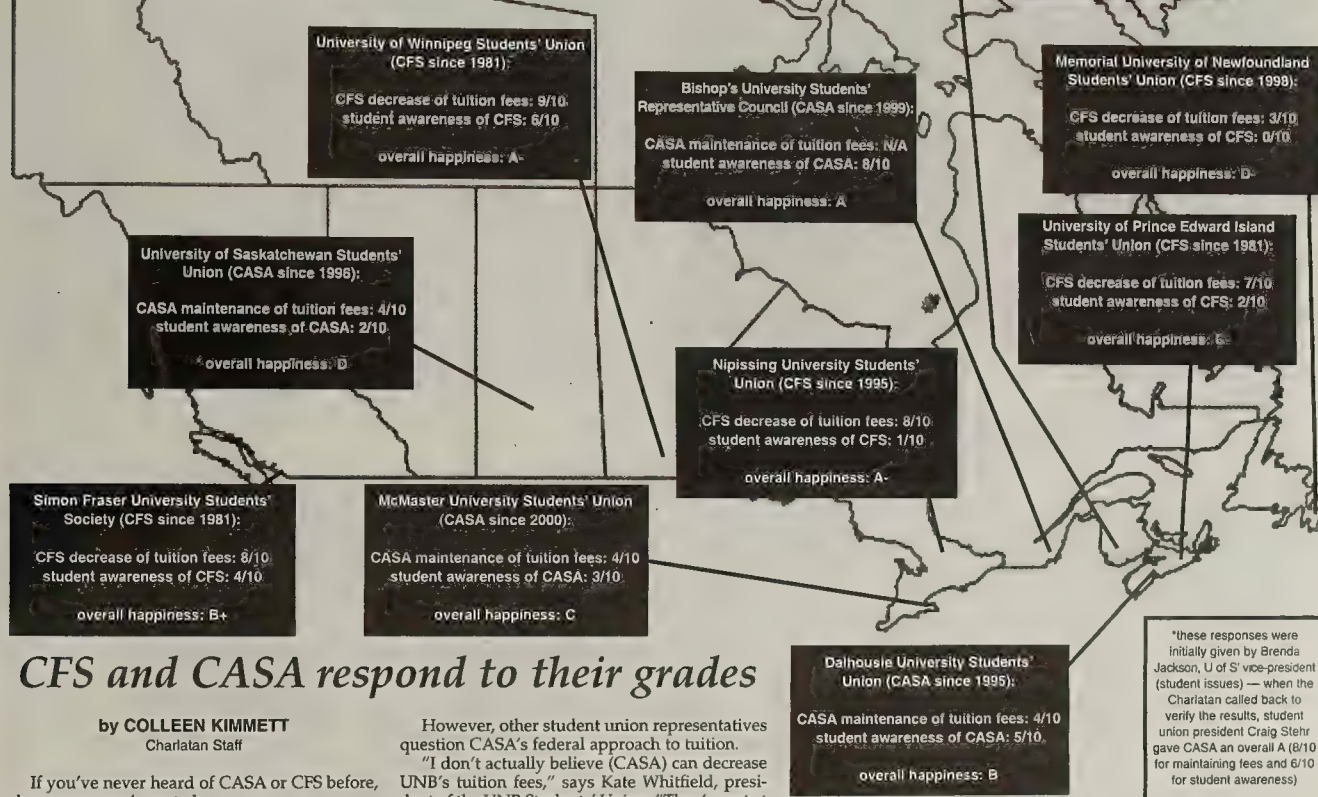 University of Winnipeg Students' Union
(CFS since 1981):
CFS decrease of tuition fees: 9/10
student awareness of CFS: 6/10
overall happiness: A-
Bishop's University Students'
Representative Council (CASA since 1999):
CASA maintenance of tuition fees: N/A
student awareness of CASA: 8/10
overall happiness: A
Memorial University of Newfoundland
Students' Union (CFS since 1998):
CFS decrease of tuition fees: 3/10
student awareness of CFS: 0/10
overall happiness: D-
University of Saskatchewan Students'
Union (CASA since 1996):
CASA maintenance of tuition fees: 4/10
student awareness of CASA: 2/10
*overall happiness: D
University of Prince Edward Island
Students' Union (CFS since 1981):
CFS decrease of tuition fees: 7/10
student awareness of CFS: 2/10
overall happiness:
Nipissing University Students'
Union (CFS since 1995):
CFS decrease of tuition fees: 8/10
student awareness of CFS: 1/10
overall happiness: A-
Simon Fraser University Students'
Society (CFS since 1981):
CFS decrease of tuition fees: 8/10
student awareness of CFS: 4/10
overall happiness: B+
McMaster University Students' Union
(CASA since 2000):
CASA maintenance of tuition fees: 4/10
student awareness of CASA: 3/10
overall happiness: C
Dalhousie University Students'
Union (CASA since 1995):
CASA maintenance of tuition fees: 4/10
student awareness of CASA: 5/10
overall happiness: B
*these responses were
initially given by Brenda
Jackson, U of S' vice-president
(student issues) — when the
Charlatan called back to
verify the results, student
union president Craig Stehr
gave CASA an overall A (8/10
for maintaining fees and 6/10
for student awareness)
CFS and CASA respond to their grades
by COLLEEN KIMMETT
Charlatan Staff
If you've never heard of CASA or CFS before,
However, other student union representatives
question CASA's federal approach to tuition.
"I don't actually believe (CASA) can decrease
UNB's tuition fees," says Kate Whitfield, presi-